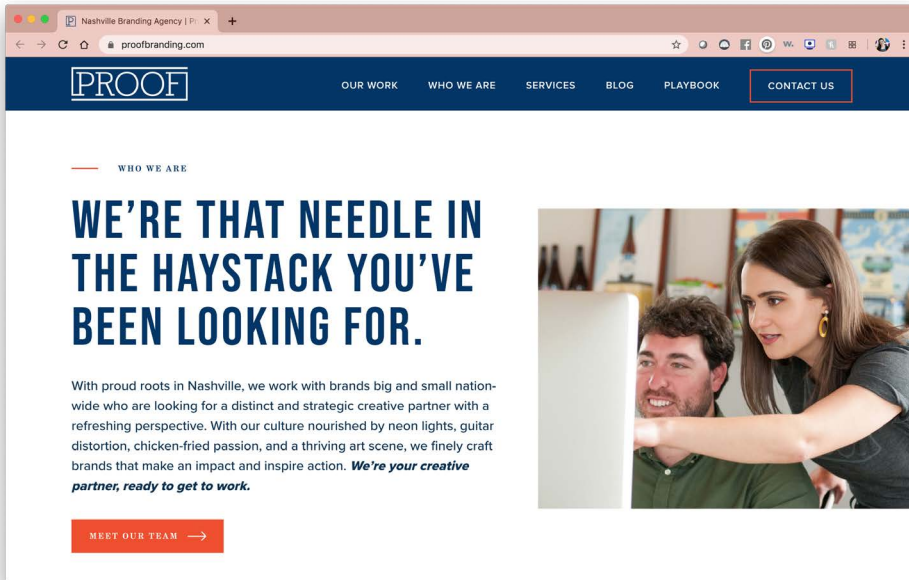 Nashville Branding Agency | Pr
proofbranding.com
PROOF
OUR WORK WHO WE ARE SERVICES BLOG PLAYBOOK CONTACT US
WHO WE ARE
WE’RE THAT NEEDLE IN
THE HAYSTACK YOU’VE
BEEN LOOKING FOR.
With proud roots in Nashville, we work with brands big and small nation-
wide who are looking for a distinct and strategic creative partner with a
refreshing perspective. With our culture nourished by neon lights, guitar
distortion, chicken-fried passion, and a thriving art scene, we finely craft
brands that make an impact and inspire action. We’re your creative
partner, ready to get to work.
MEET OUR TEAM